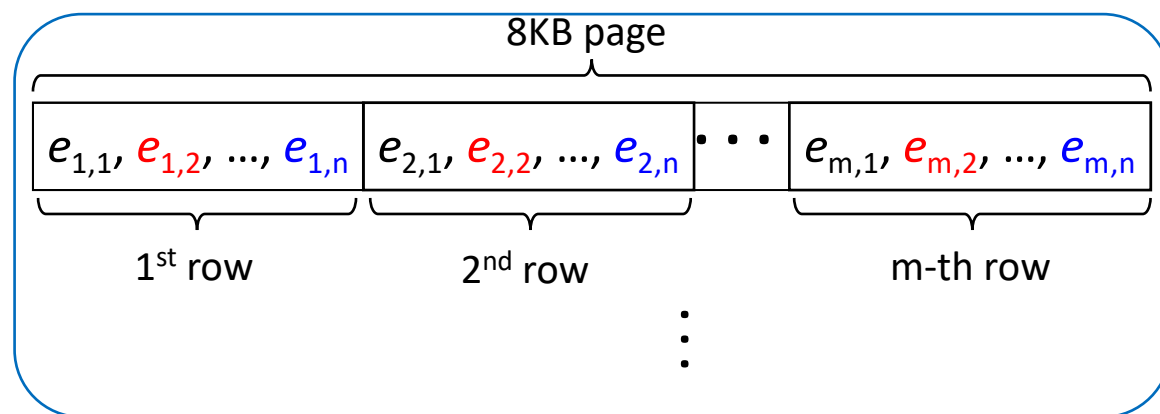 8KB page
e1,1, e1,2, …, e1,n e2,1, e2,2, …, e2,n ··· em,1, em,2, …, em,n
1st row 2nd row m-th row
⋮